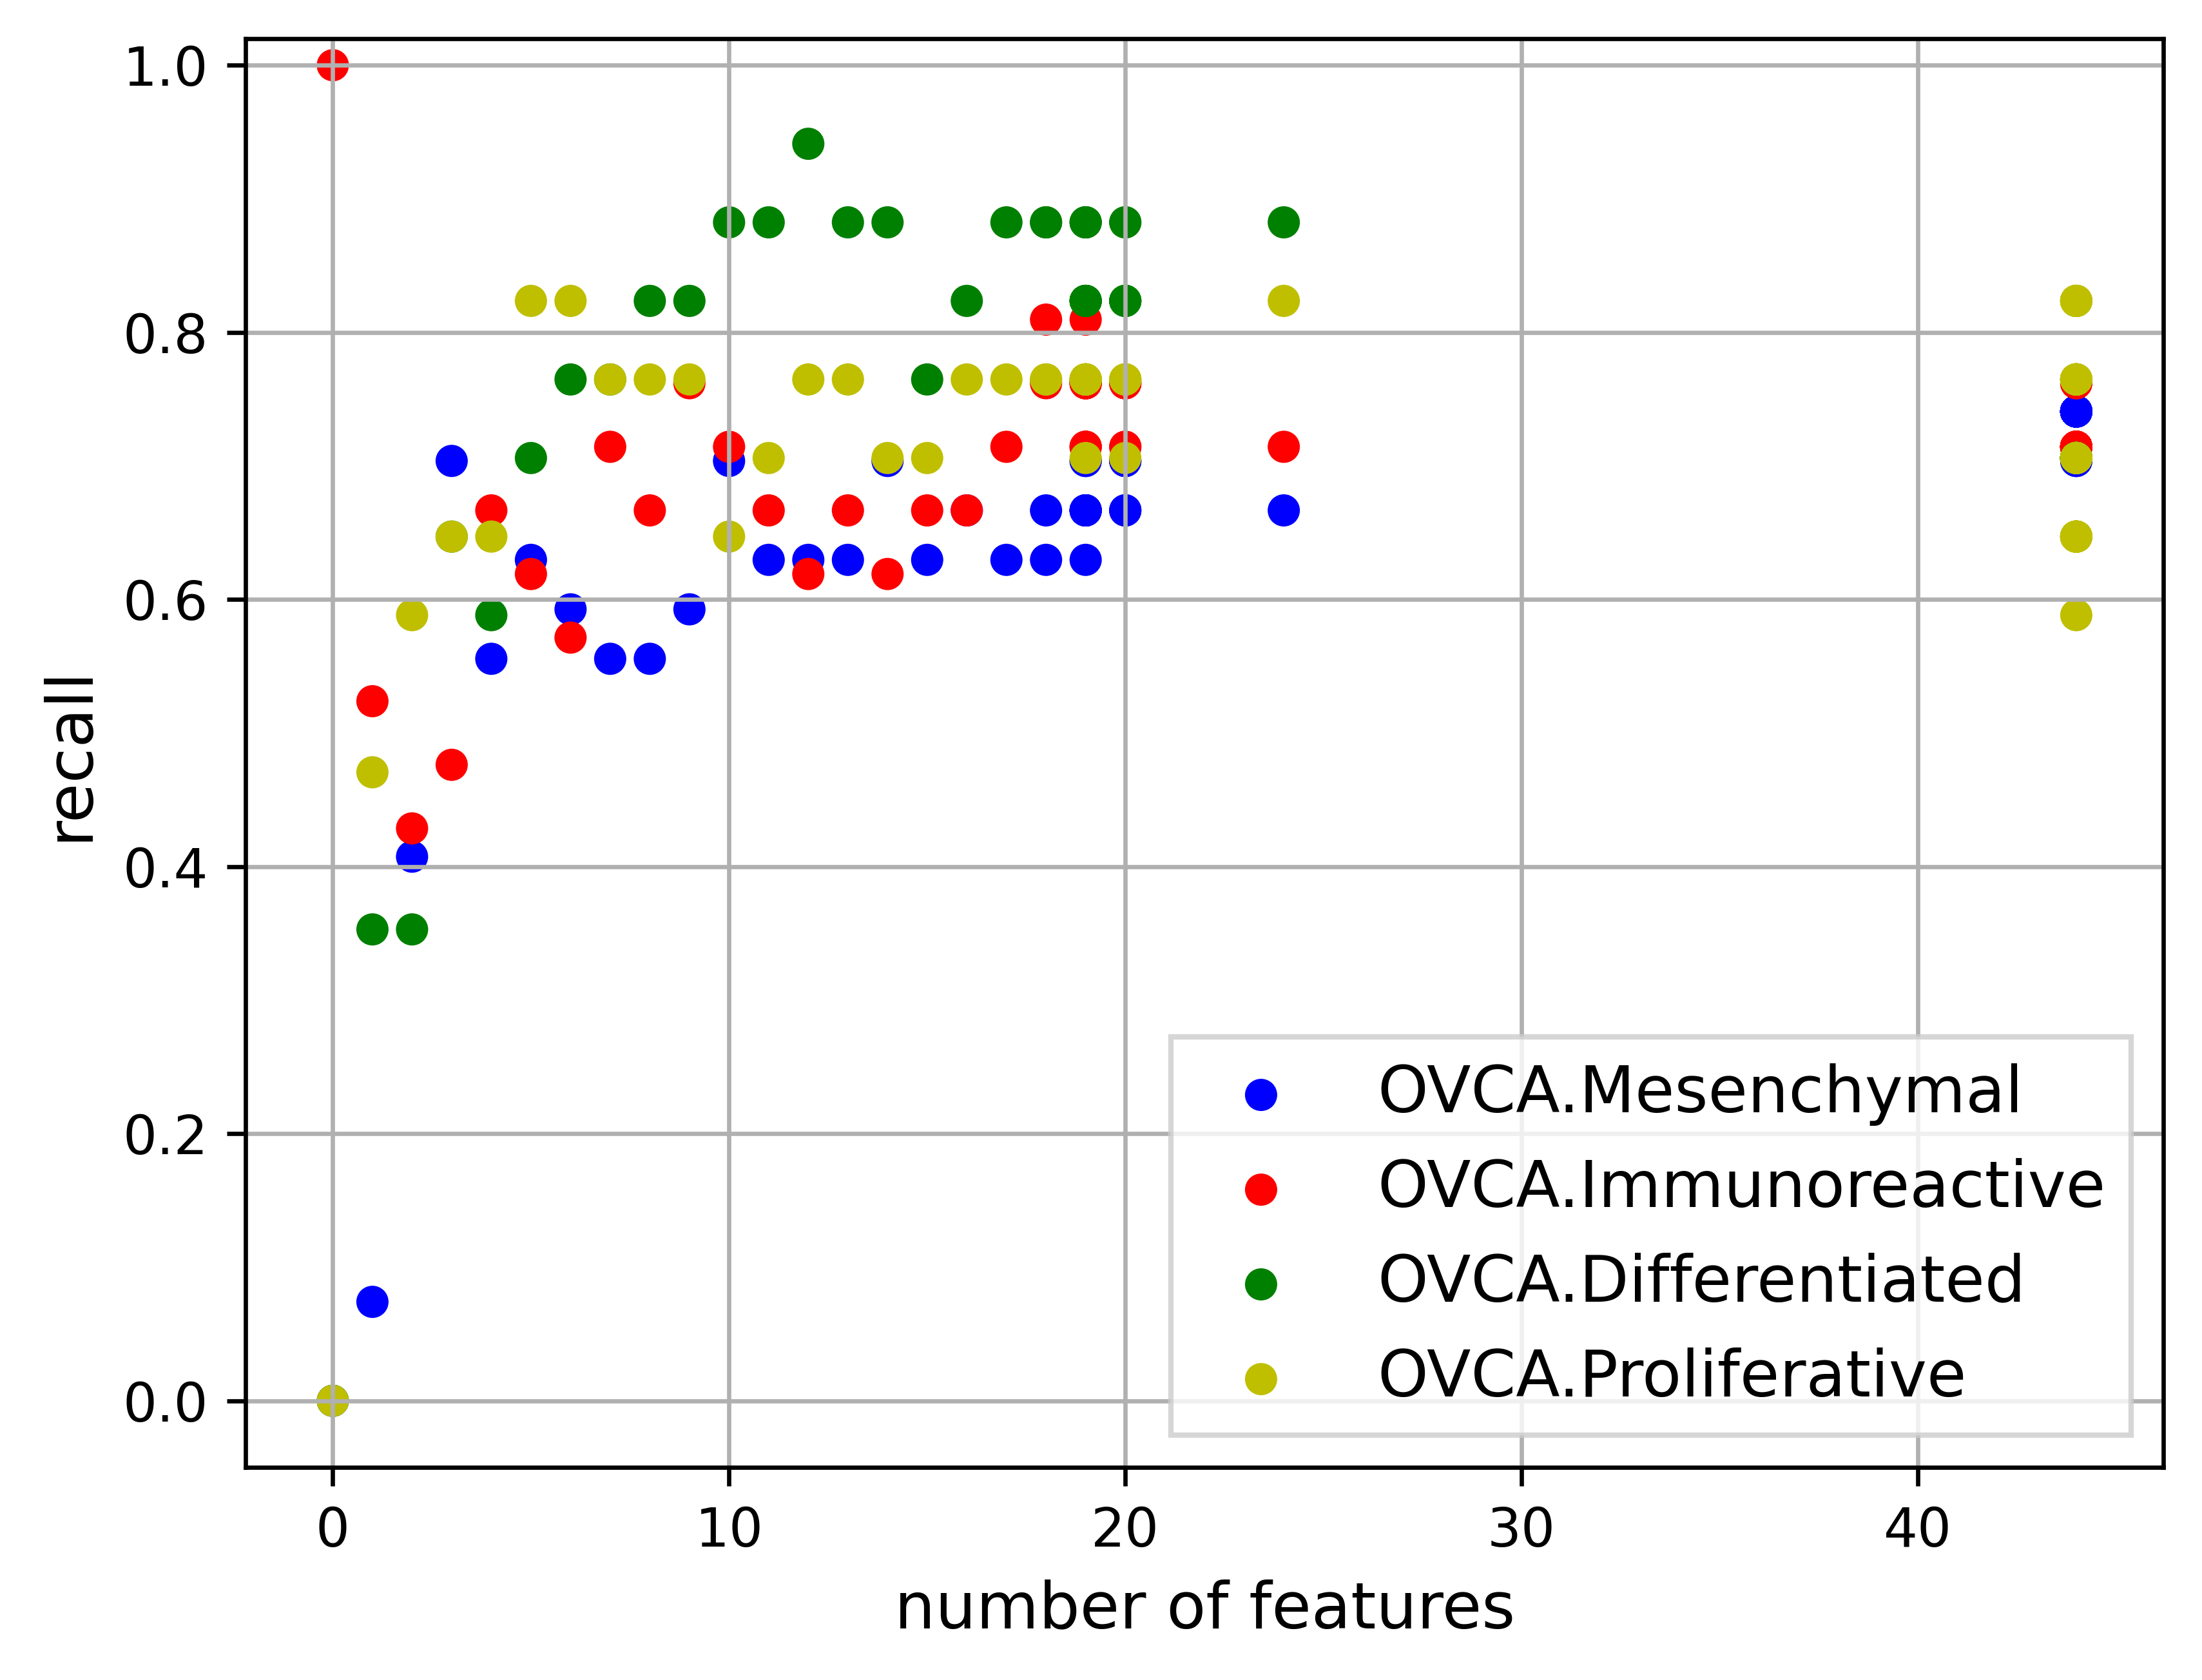 1.0
0.8
0.6
0.4
0.2
0.0
recall
0 10 20 30 40
number of features
OVCA.Mesenchymal
OVCA.Immunoreactive
OVCA.Differentiated
OVCA.Proliferative